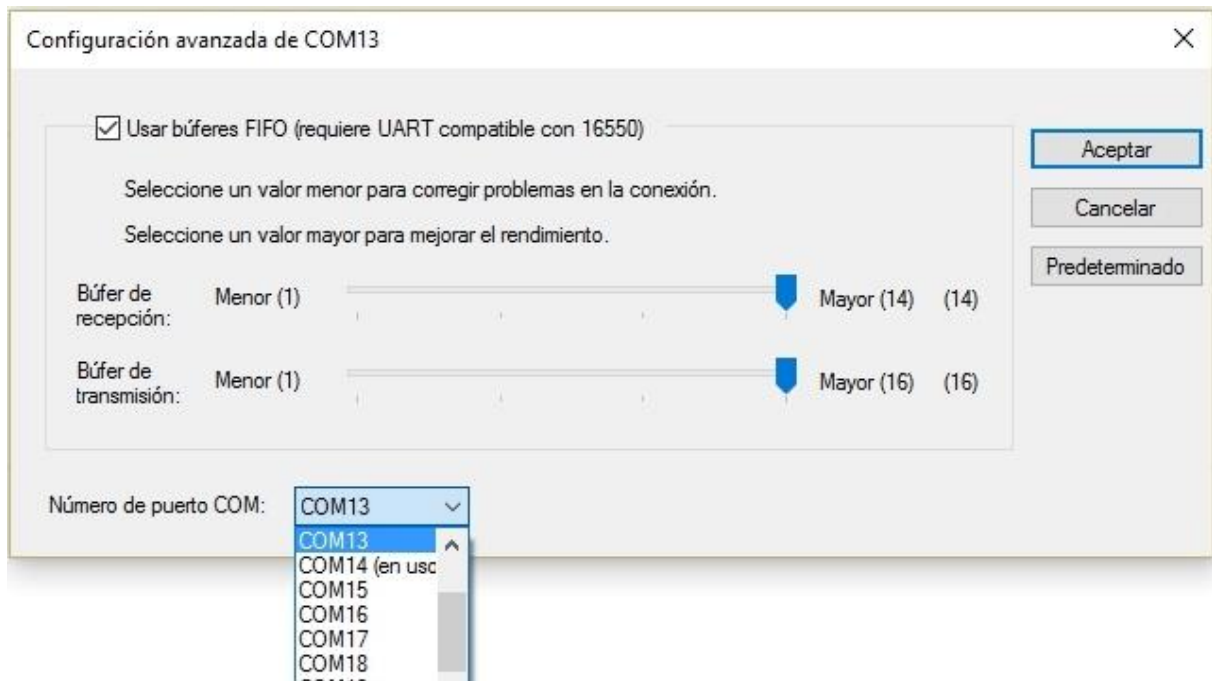 Configuración avanzada de COM13
Usar búferes FIFO (requiere UART compatible con 16550)
Seleccione un valor menor para corregir problemas en la conexión.
Seleccione un valor mayor para mejorar el rendimiento.
Búfer de
recepción:
Menor (1)
Mayor (14)
(14)
Búfer de
transmisión:
Menor (1)
Mayor (16)
(16)
Aceptar
Cancelar
Predeterminado
Número de puerto COM:
COM13
COM13
COM14 (en usc
COM15
COM16
COM17
COM18